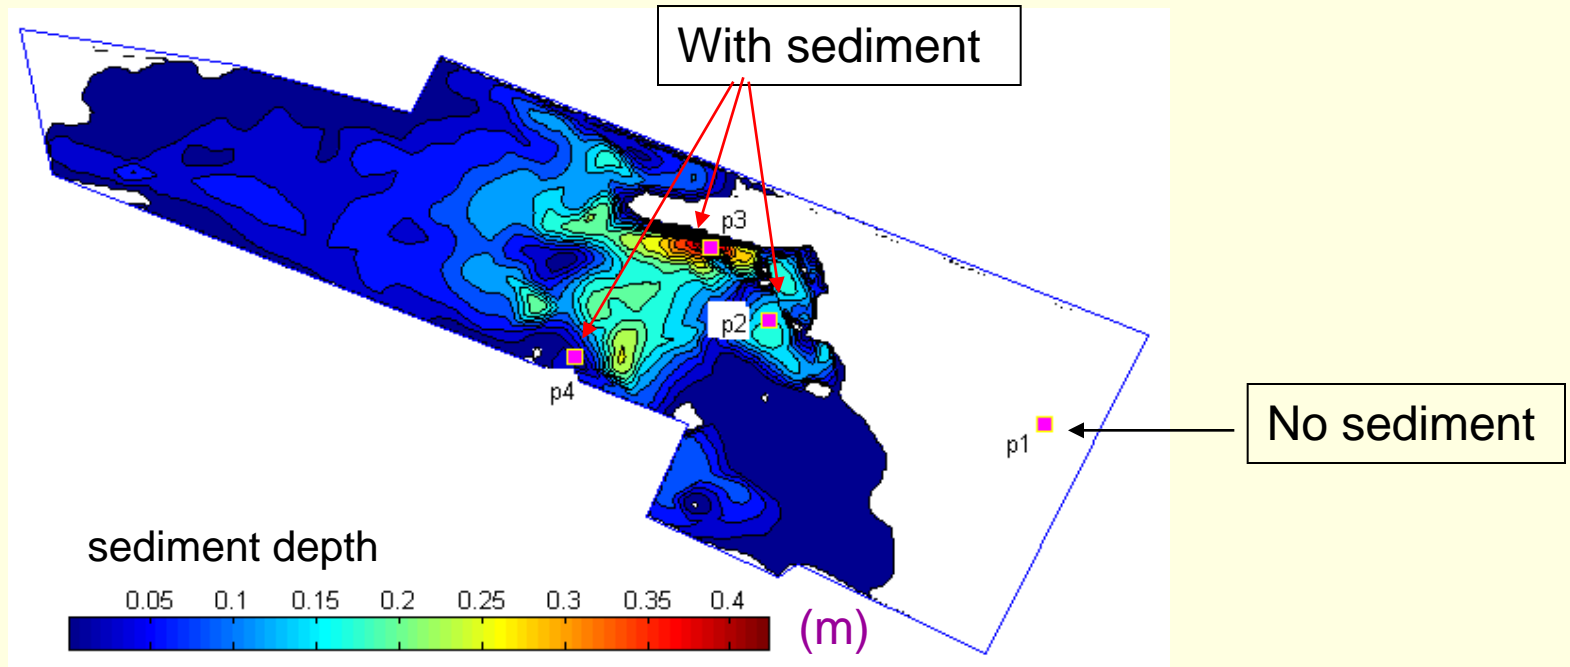 With sediment
p3
p2
p4
p1
No sediment
sediment depth
0.05 0.1 0.15 0.2 0.25 0.3 0.35 0.4
(m)